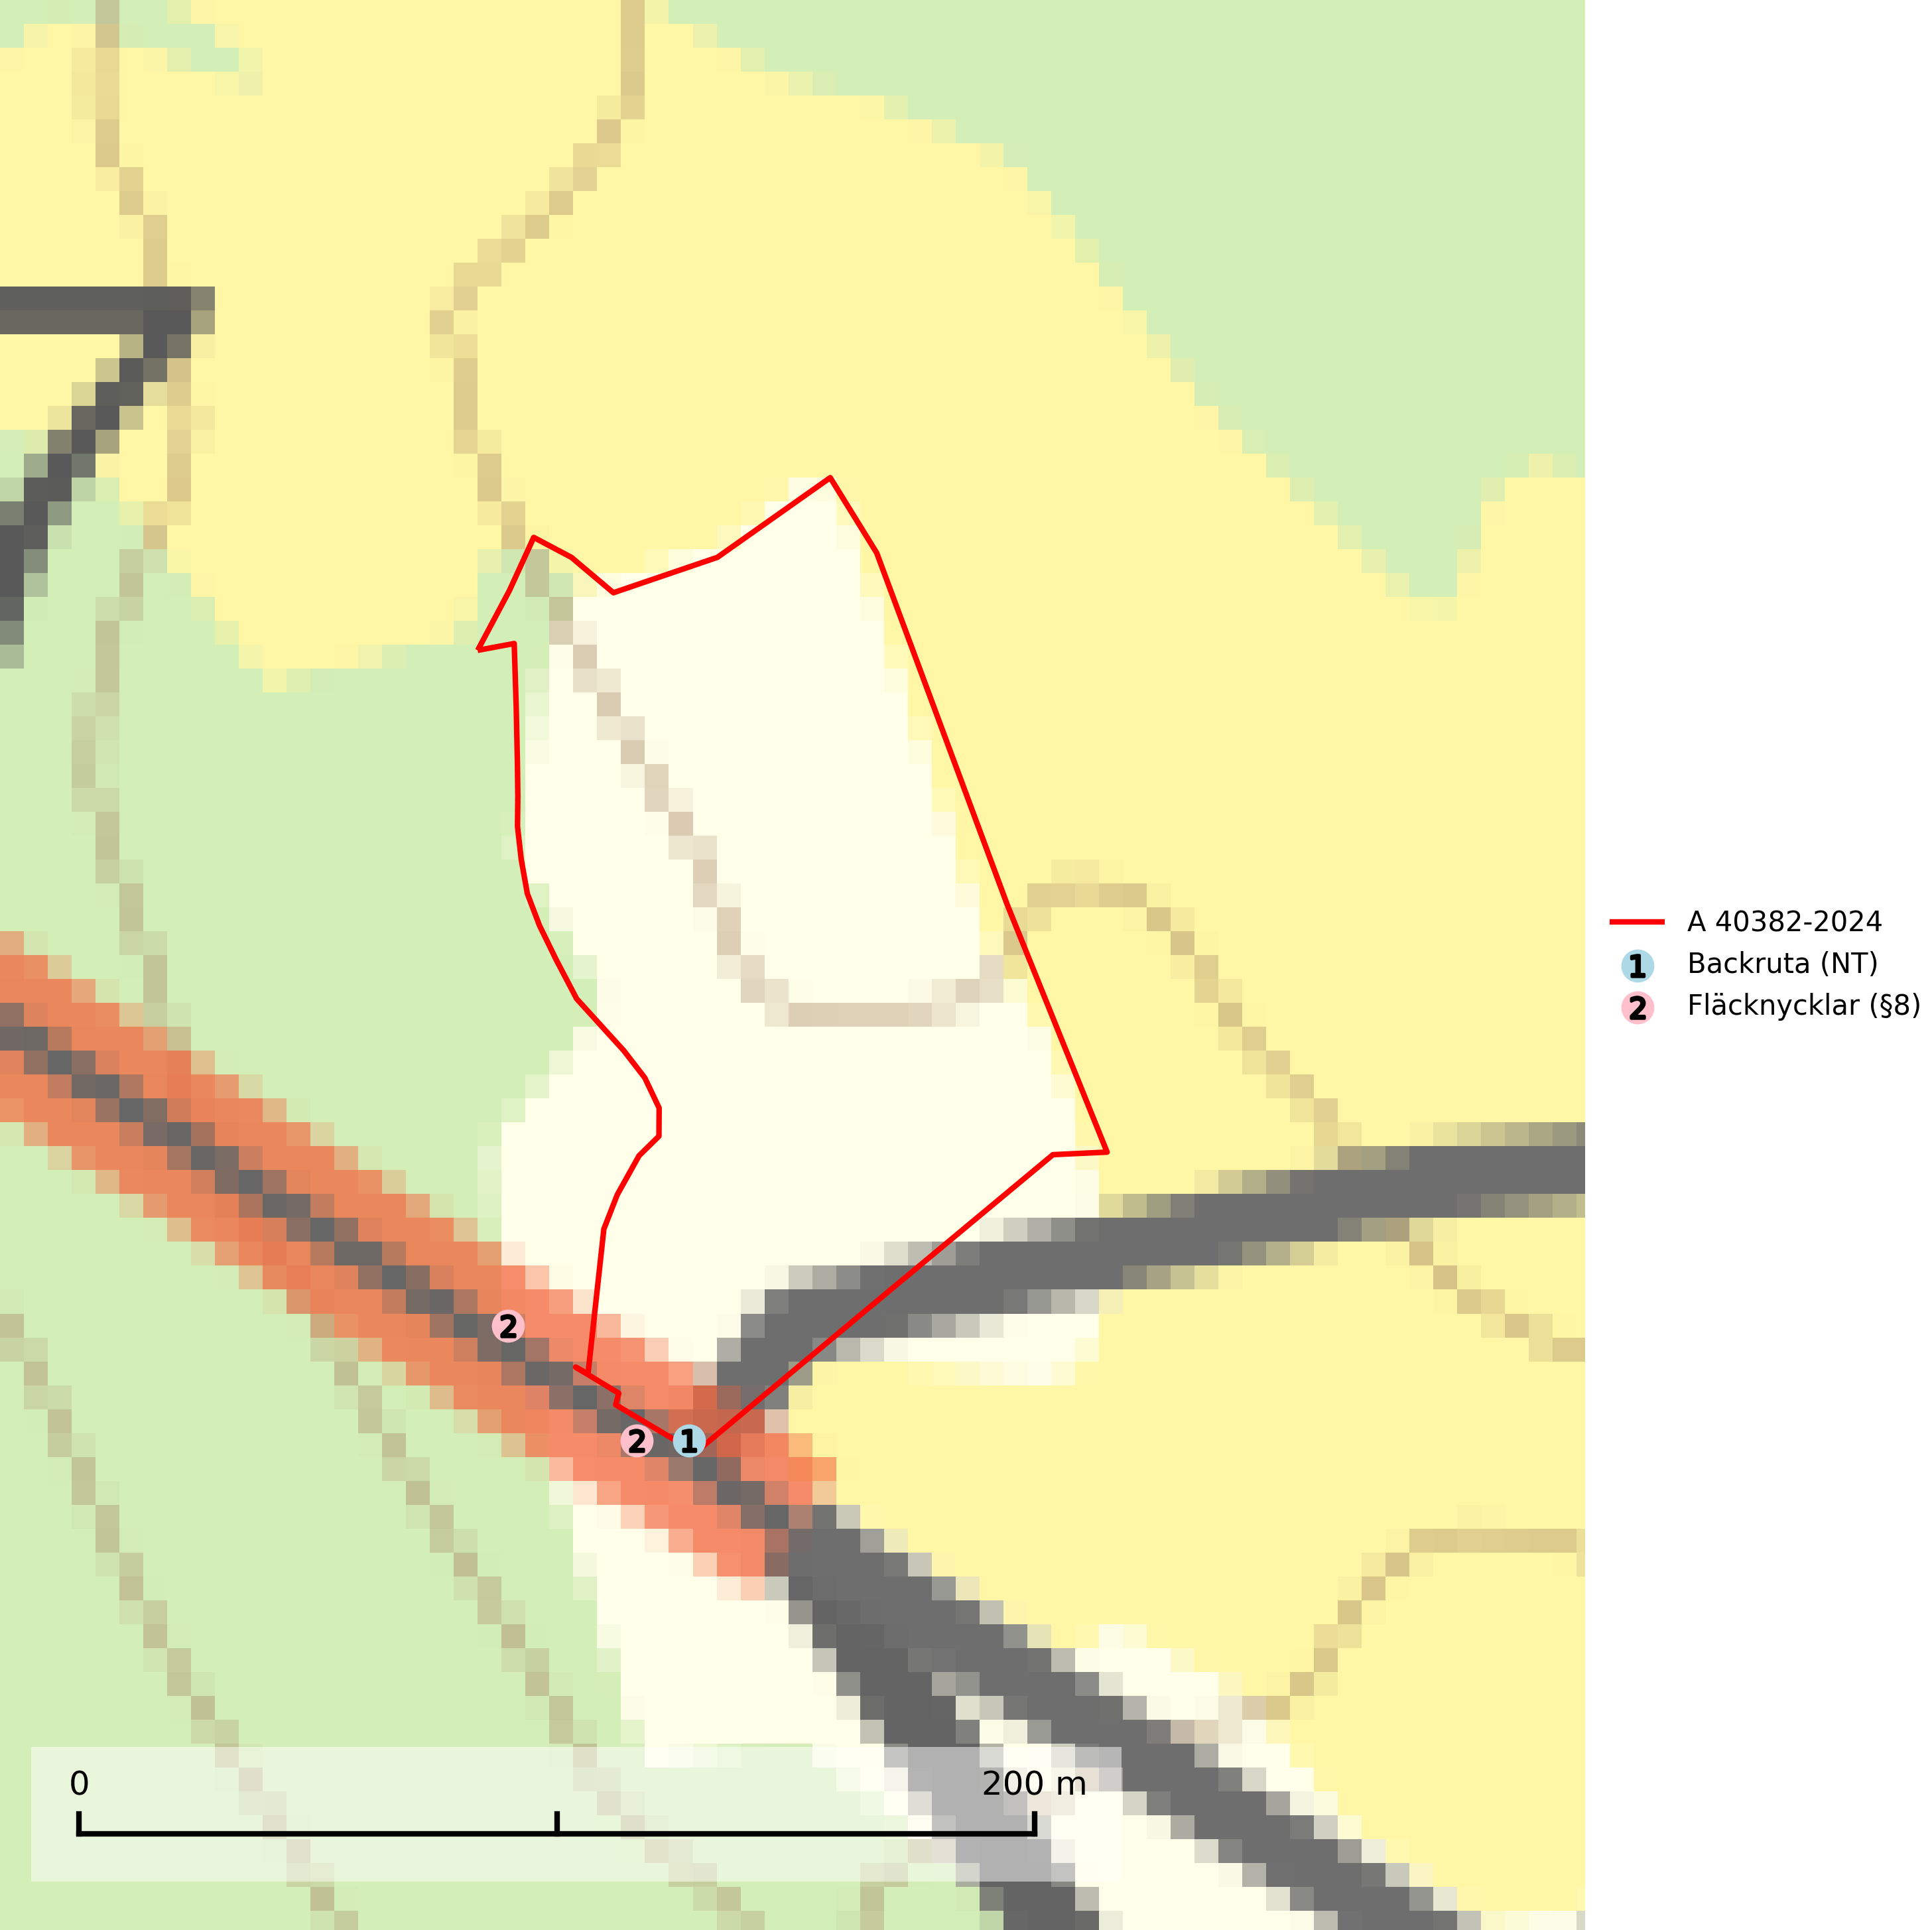 A 40382-2024
1 Backruta (NT)
2 Fläcknycklar (§8)
2
2 1
0 200 m